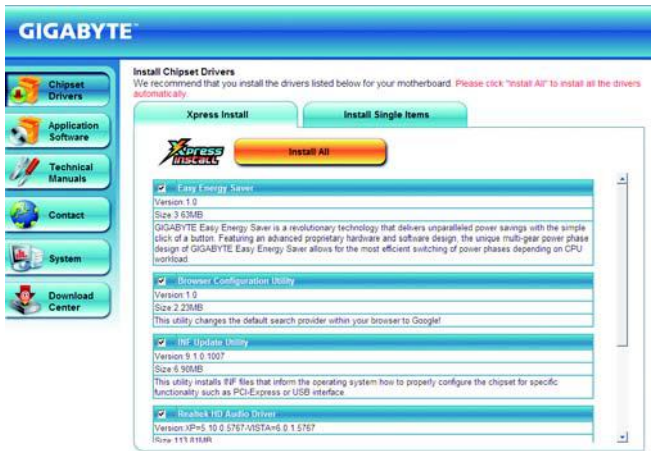 GIGABYTE™
Install Chipset Drivers
We recommend that you install the drivers listed below for your motherboard. Please click "Install All" to install all the drivers
automatically.
Chipset
Drivers
Application
Software
Technical
Manuals
Contact
System
Download
Center
Xpress Install
Install Single Items
Xpress
Install
Install All
Easy Energy Saver
Version:1.0
Size:3.63MB
GIGABYTE Easy Energy Saver is a revolutionary technology that delivers unparalleled power savings with the simple
click of a button. Featuring an advanced proprietary hardware and software design, the unique multi-gear power phase
design of GIGABYTE Easy Energy Saver allows for the most efficient switching of power phases depending on CPU
workload.
Browser Configuration Utility
Version:1.0
Size:2.23MB
This utility changes the default search provider within your browser to Google!
INF Update Utility
Version:9.1.0.1007
Size:6.90MB
This utility installs INF files that inform the operating system how to properly configure the chipset for specific
functionality such as PCI-Express or USB interface.
Realtek HD Audio Driver
Version:XP=5.10.0.5767-VISTA=6.0.1.5767
Size:113.81MB